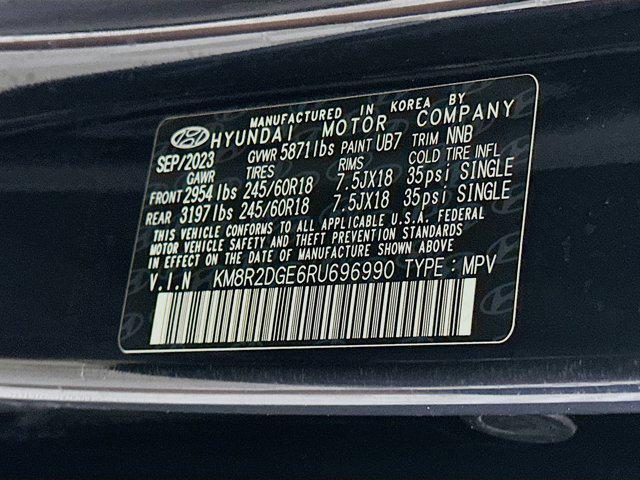 MANUFACTURED IN KOREA BY
HYUNDAI MOTOR COMPANY
SEP/2023 GVWR 5871lbs PAINT UB7 TRIM NNB
GAWR TIRES RIMS COLD TIRE INFL
FRONT 2954lbs 245/60R18 7.5JX18 35psi SINGLE
REAR 3197lbs 245/60R18 7.5JX18 35psi SINGLE
THIS VEHICLE CONFORMS TO ALL APPLICABLE U.S.A. FEDERAL
MOTOR VEHICLE SAFETY AND THEFT PREVENTION STANDARDS
IN EFFECT ON THE DATE OF MANUFACTURE SHOWN ABOVE
V.I.N KM8R2DGE6RU696990 TYPE : MPV